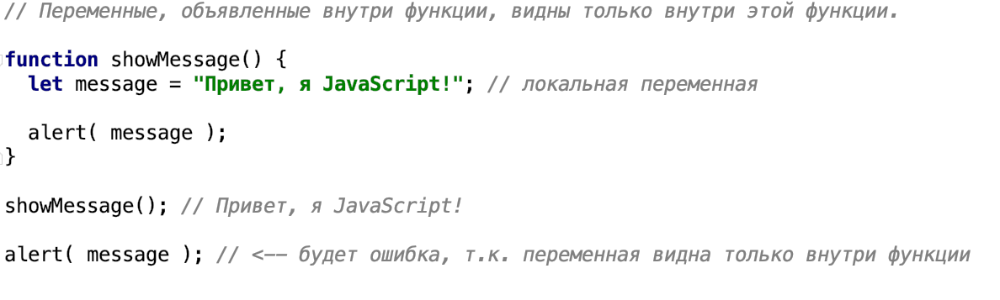 // Переменные, объявленные внутри функции, видны только внутри этой функции.
function showMessage() {
let message = "Привет, я JavaScript!"; // локальная переменная
alert( message );
}
showMessage(); // Привет, я JavaScript!
alert( message ); // <-- будет ошибка, т.к. переменная видна только внутри функции